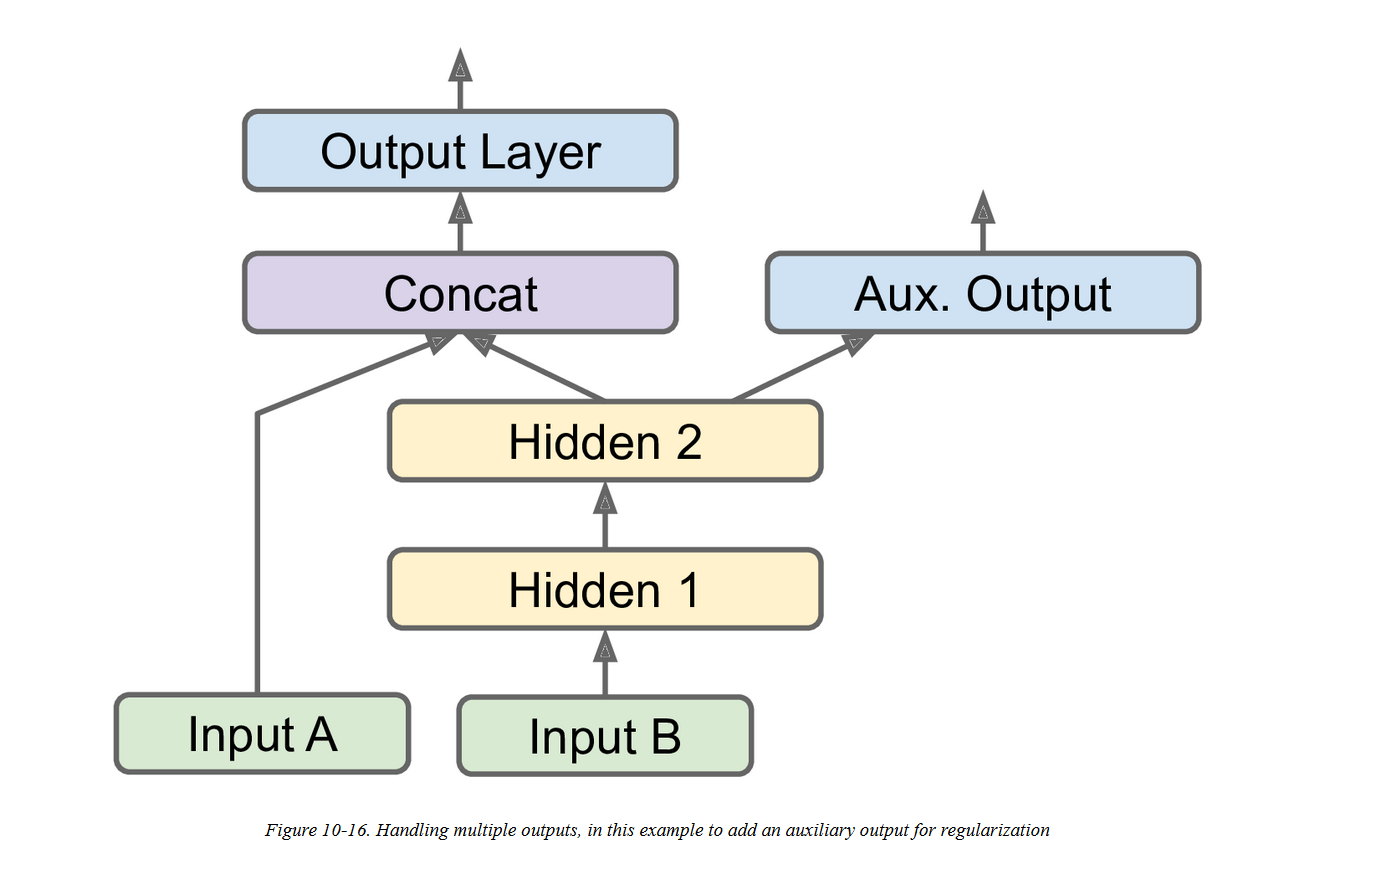 Output Layer
Concat
Aux. Output
Hidden 2
Hidden 1
Input A
Input B
Figure 10-16. Handling multiple outputs, in this example to add an auxiliary output for regularization